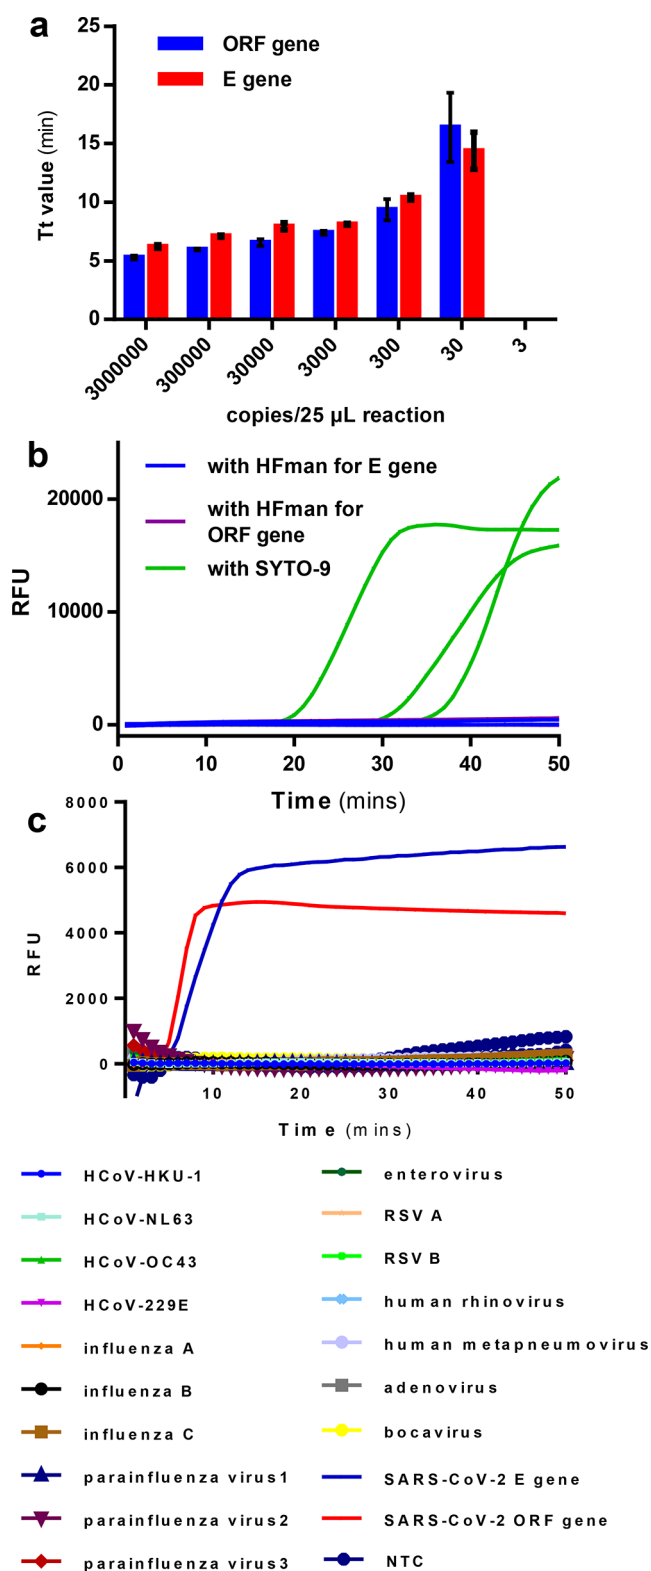 a
25
20
15
10
5
0
Tt value (min)
ORF gene
E gene
3000000
300000
30000
3000
300
30
3
copies/25 µL reaction
b
with HFman for E gene
with HFman for
ORF gene
with SYTO-9
20000
10000
0
RFU
0 10 20 30 40 50
Time (mins)
c
8000
6000
4000
2000
0
RFU
10 20 30 40 50
Time (mins)
HCoV-HKU-1
HCoV-NL63
HCoV-OC43
HCoV-229E
influenza A
influenza B
influenza C
parainfluenza virus1
parainfluenza virus2
parainfluenza virus3
enterovirus
RSV A
RSV B
human rhinovirus
human metapneumovirus
adenovirus
bocavirus
SARS-CoV-2 E gene
SARS-CoV-2 ORF gene
NTC